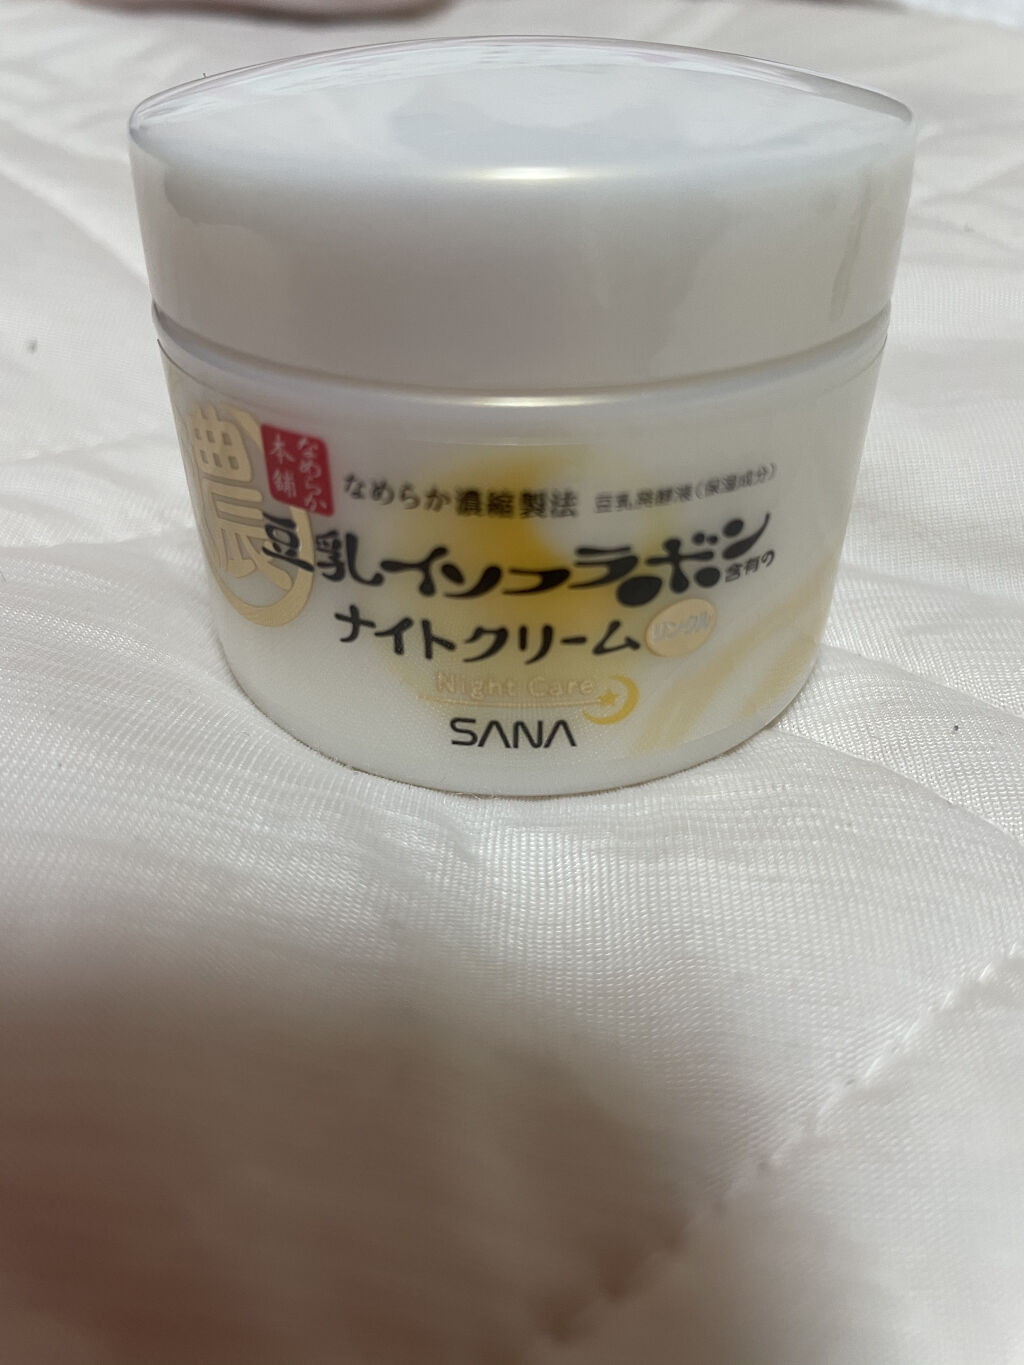 濃
なめらか
本舗
なめらか濃縮製法 豆乳発酵液(保湿成分)
豆乳イソフラボン含有の
ナイトクリーム リンクル
Night Care
SANA